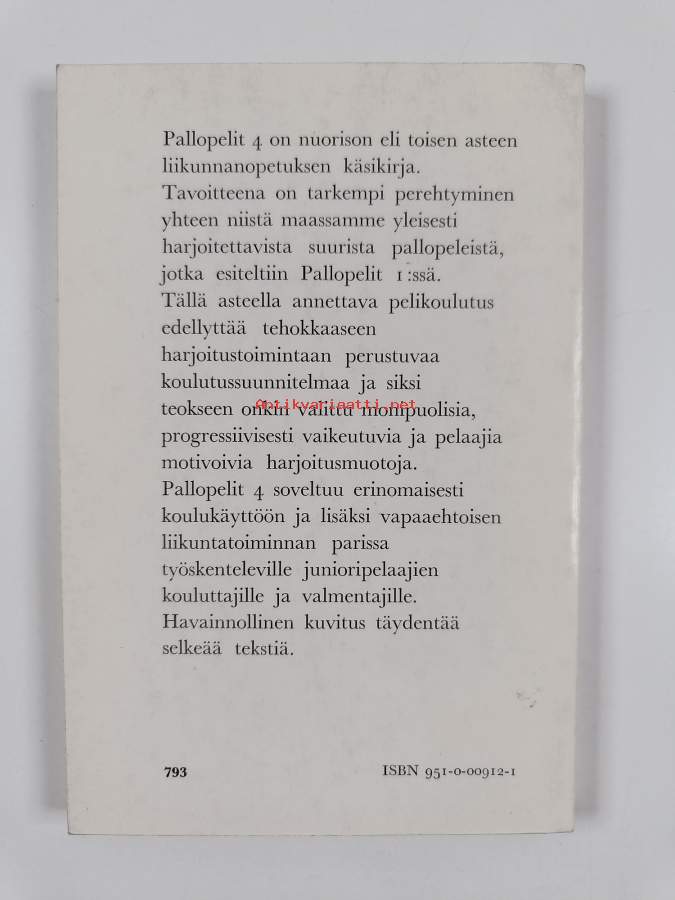 Pallopelit 4 on nuorison eli toisen asteen
liikunnanopetuksen käsikirja.
Tavoitteena on tarkempi perehtyminen
yhteen niistä maassamme yleisesti
harjoitettavista suurista pallopeleistä,
jotka esiteltiin Pallopelit 1:ssä.
Tällä asteella annettava pelikoulutus
edellyttää tehokkaaseen
harjoitustoimintaan perustuvaa
koulutussuunnitelmaa ja siksi
teokseen onkin valittu monipuolisia,
Antikvariaatti.net
progressiivisesti vaikeutuvia ja pelaajia
motivoivia harjoitusmuotoja.
Pallopelit 4 soveltuu erinomaisesti
koulukäyttöön ja lisäksi vapaaehtoisen
liikuntatoiminnan parissa
työskenteleville junioripelaajien
kouluttajille ja valmentajille.
Havainnollinen kuvitus täydentää
selkeää tekstiä.
793 ISBN 951-0-00912-1